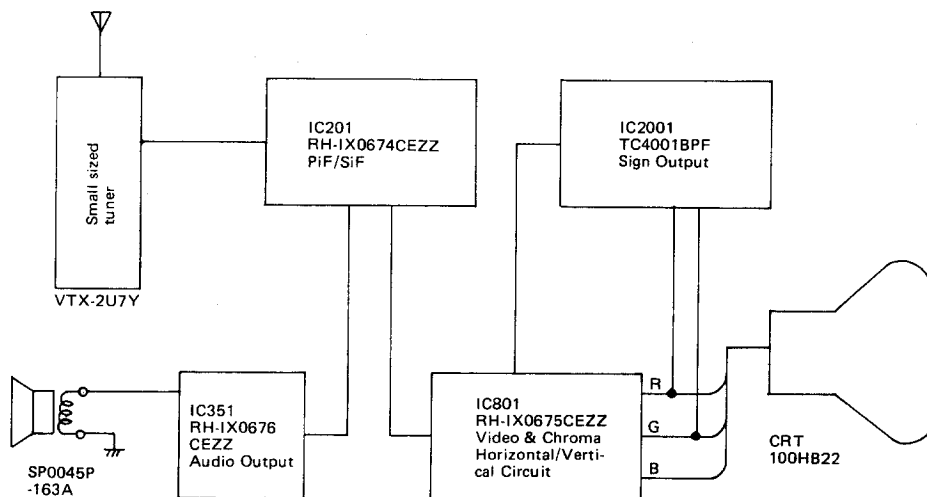 Small sized
tuner
VTX-2U7Y
IC201
RH-IX0674CEZZ
PiF/SiF
IC2001
TC4001BPF
Sign Output
SP0045P
-163A
IC351
RH-IX0676
CEZZ
Audio Output
IC801
RH-IX0675CEZZ
Video & Chroma
Horizontal/Verti-
cal Circuit
R
G
B
CRT
100HB22